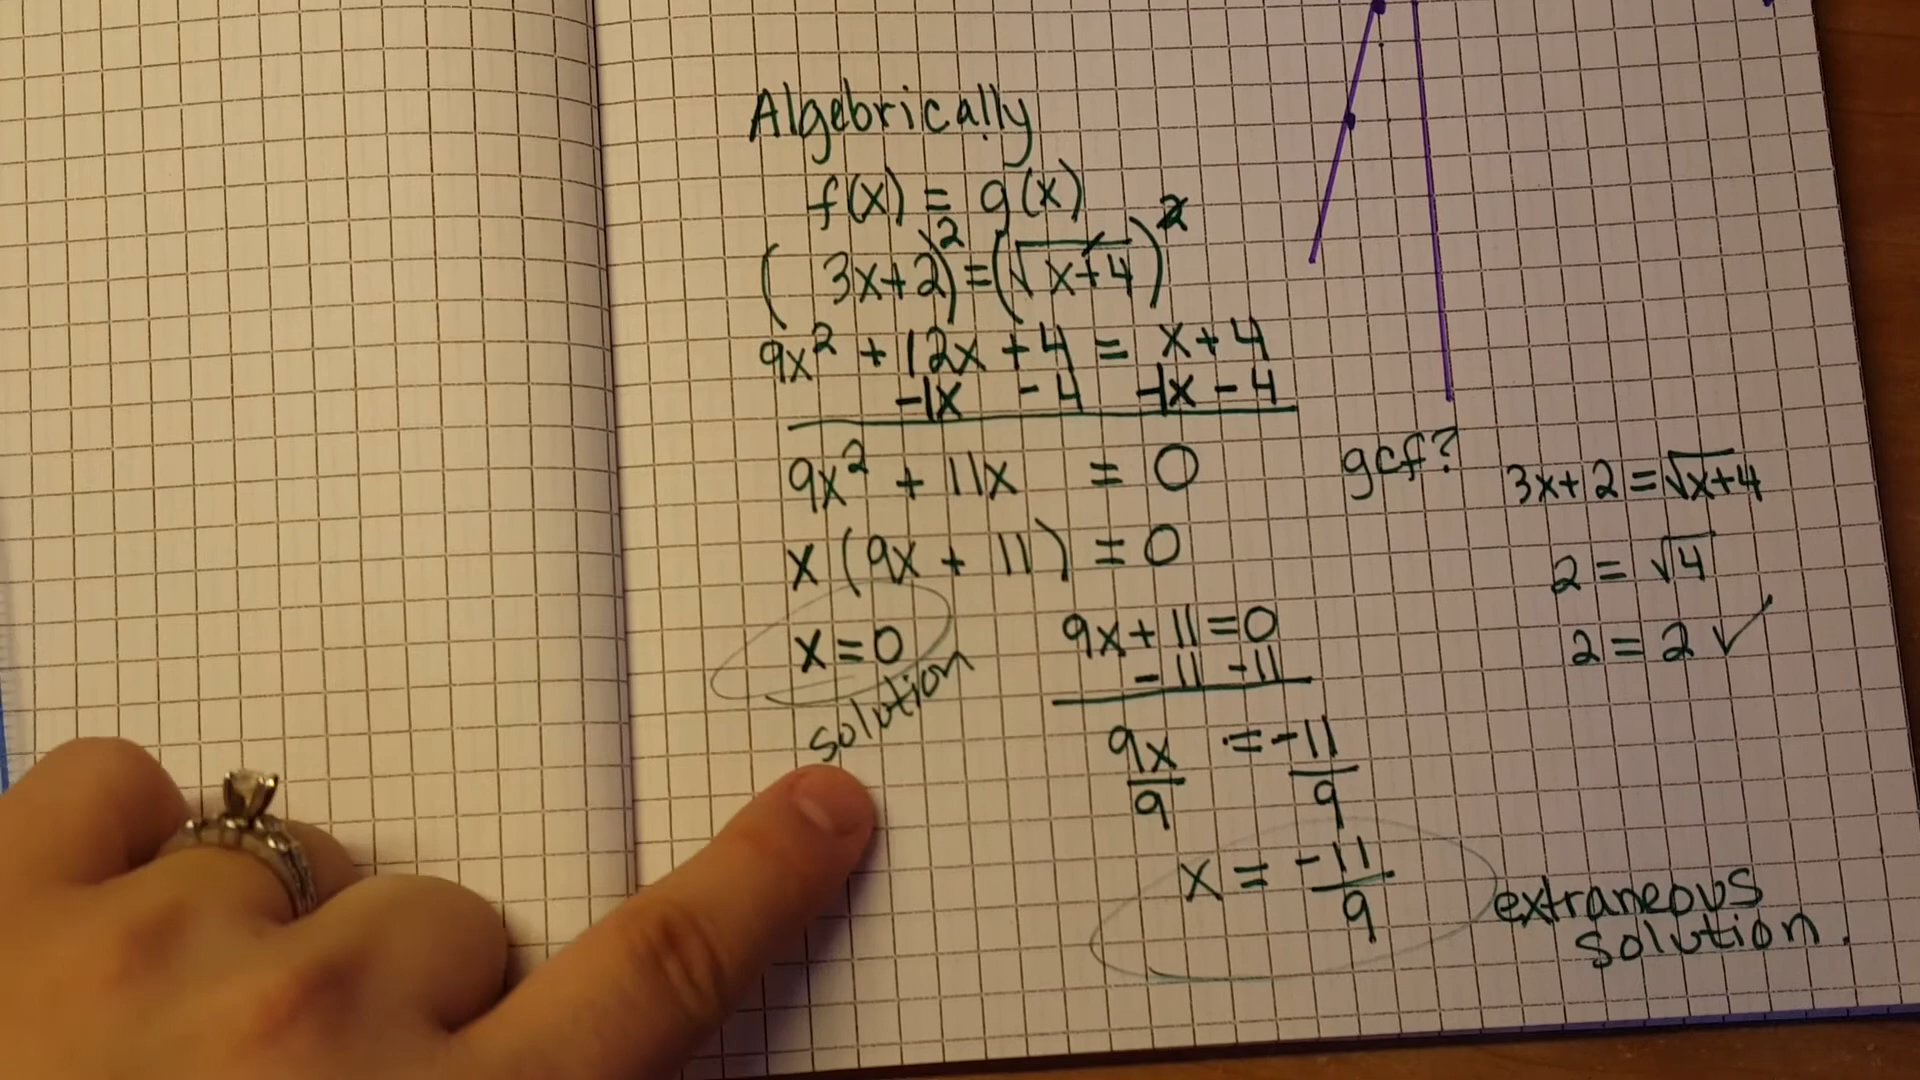 Algebrically
f(x) = g(x)
(3x+2)² = (√x+4)²
9x² + 12x + 4 = x + 4
-1x - 4 -1x - 4
9x² + 11x = 0
x (9x + 11) = 0
x = 0
solution
9x + 11 = 0
- 11 -11
9x = -11
9 9
x = -11/9
extraneous
solution.
gcf?
3x+2 = √x+4
2 = √4
2 = 2 ✓